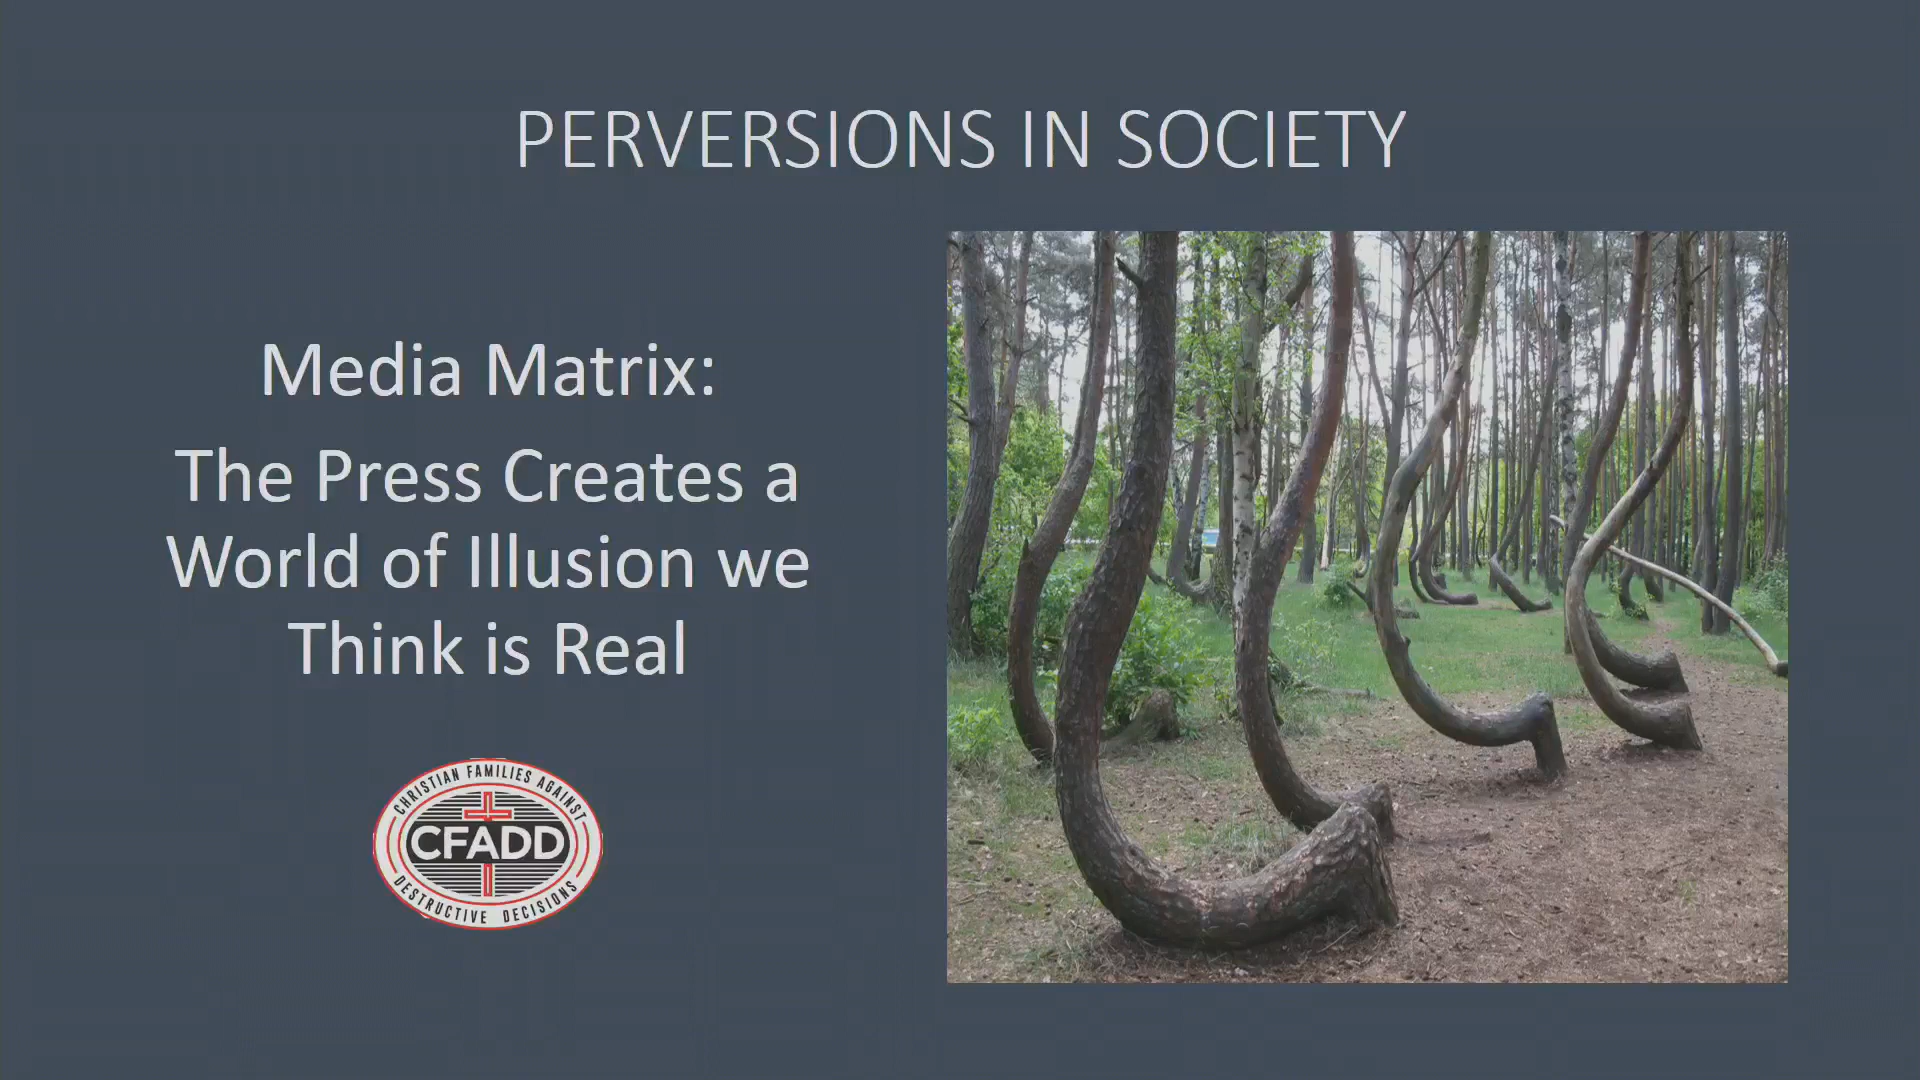 PERVERSIONS IN SOCIETY
Media Matrix:
The Press Creates a
World of Illusion we
Think is Real
CHRISTIAN FAMILIES AGAINST
CFADD
DESTRUCTIVE DECISIONS